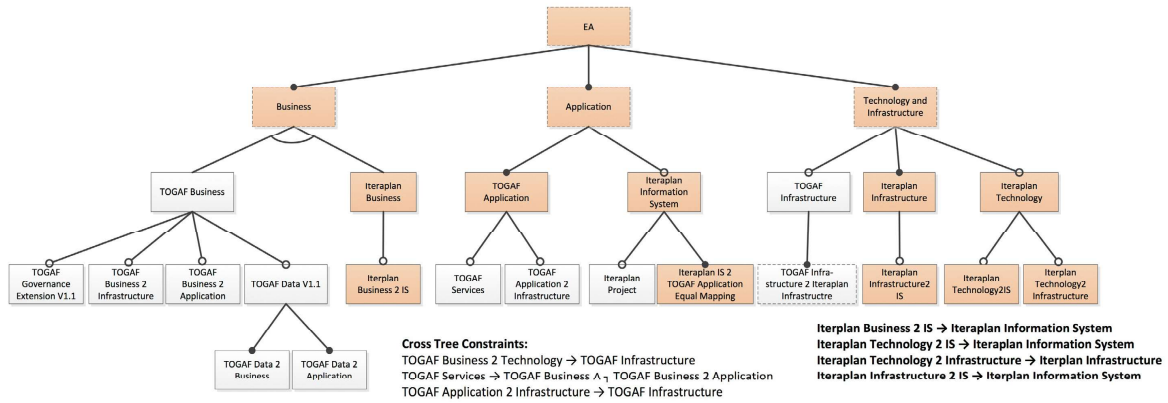 EA
Business
Application
Technology and
Infrastructure
TOGAF Business
Iteraplan
Business
TOGAF
Application
Iteraplan
Information
System
TOGAF
Infrastructure
Iteraplan
Infrastructure
Iteraplan
Technology
TOGAF
Governance
Extension V1.1
TOGAF
Business 2
Infrastructure
TOGAF
Business 2
Application
TOGAF Data V1.1
Iterplan
Business 2 IS
TOGAF
Services
TOGAF
Application 2
Infrastructure
Iteraplan
Project
Iteraplan IS 2
TOGAF Application
Equal Mapping
TOGAF Infra-
structure 2 Iteraplan
Infrastructre
Iteraplan
Infrastructure2
IS
Iteraplan
Technology2IS
Iterplan
Technology2
Infrastructure
TOGAF Data 2
Business
TOGAF Data 2
Application
Cross Tree Constraints:
TOGAF Business 2 Technology → TOGAF Infrastructure
TOGAF Services → TOGAF Business ∧ ┐ TOGAF Business 2 Application
TOGAF Application 2 Infrastructure → TOGAF Infrastructure
Iterplan Business 2 IS → Iteraplan Information System
Iteraplan Technology 2 IS → Iteraplan Information System
Iteraplan Technology 2 Infrastructure → Iterplan Infrastructure
Iteraplan Infrastructure 2 IS → Iterplan Information System